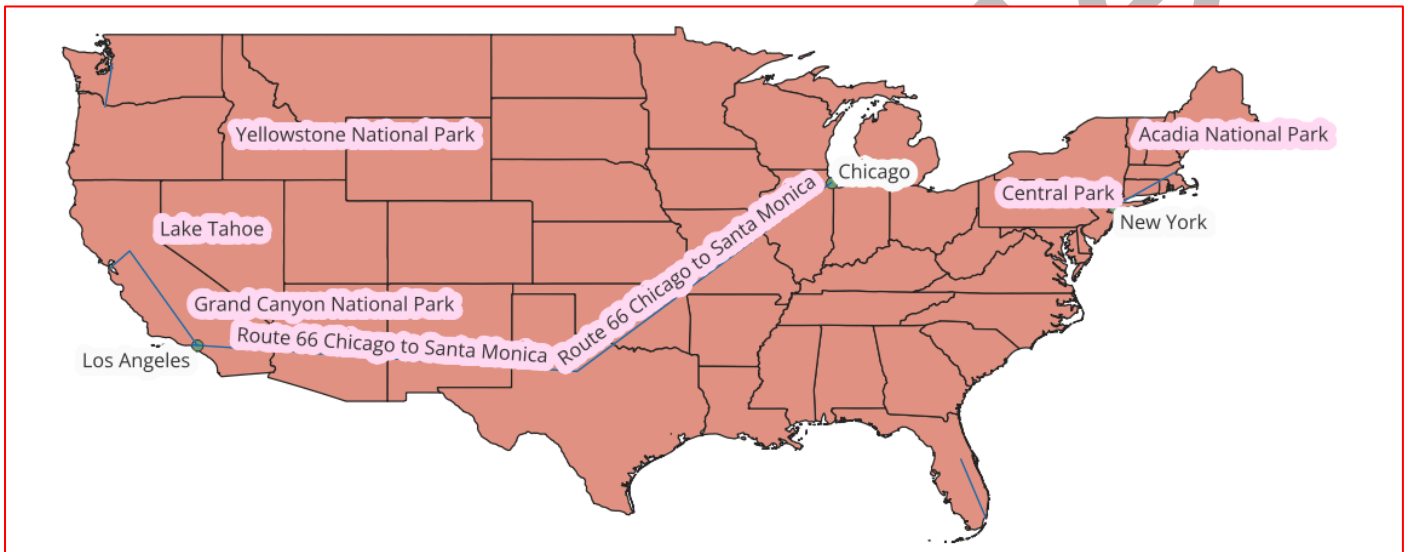 Yellowstone National Park
Acadia National Park
Chicago
Central Park
New York
Lake Tahoe
Grand Canyon National Park
Route 66 Chicago to Santa Monica
Route 66 Chicago to Santa Monica
Los Angeles